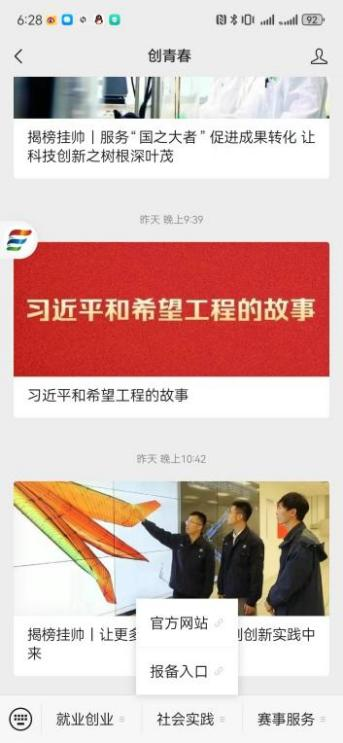 6:28
92
创青春
揭榜挂帅丨服务“国之大者”促进成果转化 让
科技创新之树根深叶茂
昨天 晚上9:39
习近平和希望工程的故事
习近平和希望工程的故事
昨天 晚上10:42
揭榜挂帅丨让更多
到创新实践中
来
官方网站
报备入口
就业创业
社会实践
赛事服务